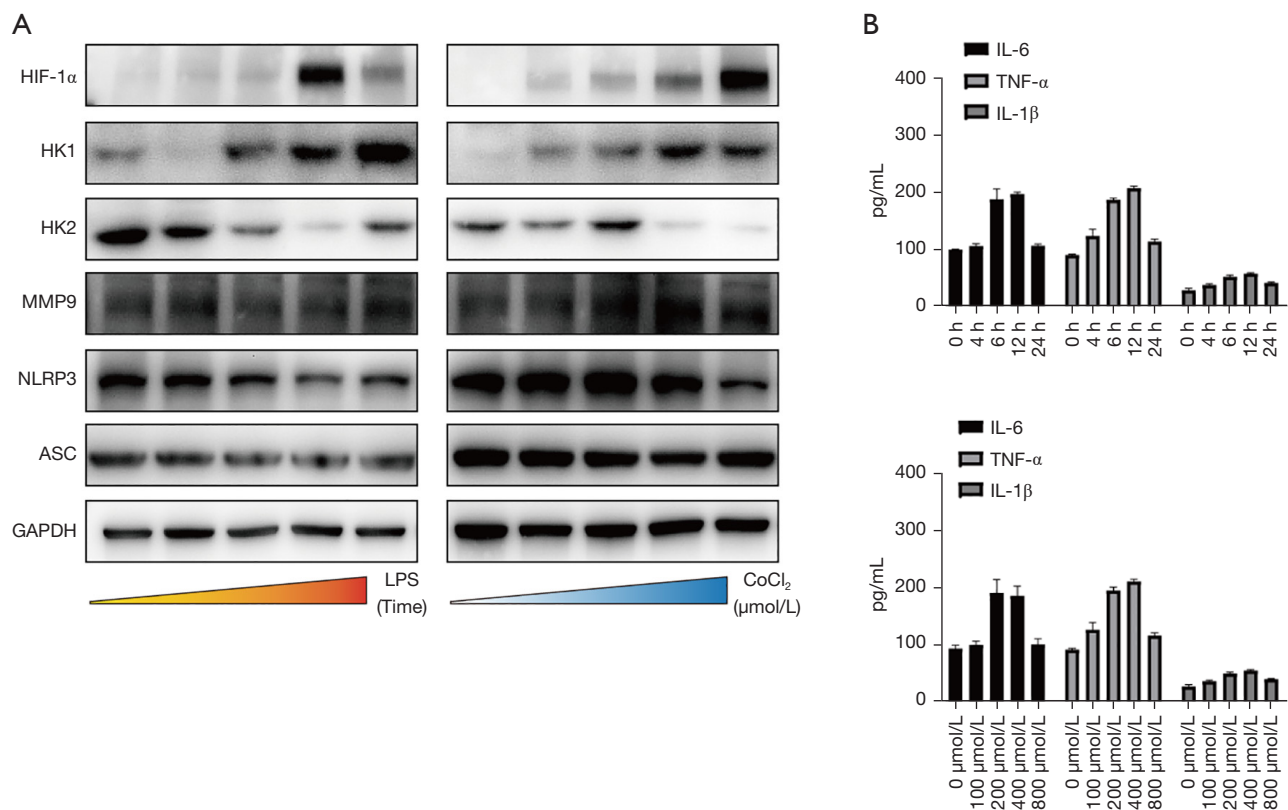 A
HIF-1α
HK1
HK2
MMP9
NLRP3
ASC
GAPDH
LPS
(Time)
CoCl₂
(μmol/L)
B
IL-6
TNF-α
IL-1β
400
300
200
100
0
pg/mL
0 h
4 h
6 h
12 h
24 h
0 h
4 h
6 h
12 h
24 h
0 h
4 h
6 h
12 h
24 h
IL-6
TNF-α
IL-1β
400
300
200
100
0
pg/mL
0 μmol/L
100 μmol/L
200 μmol/L
400 μmol/L
800 μmol/L
0 μmol/L
100 μmol/L
200 μmol/L
400 μmol/L
800 μmol/L
0 μmol/L
100 μmol/L
200 μmol/L
400 μmol/L
800 μmol/L